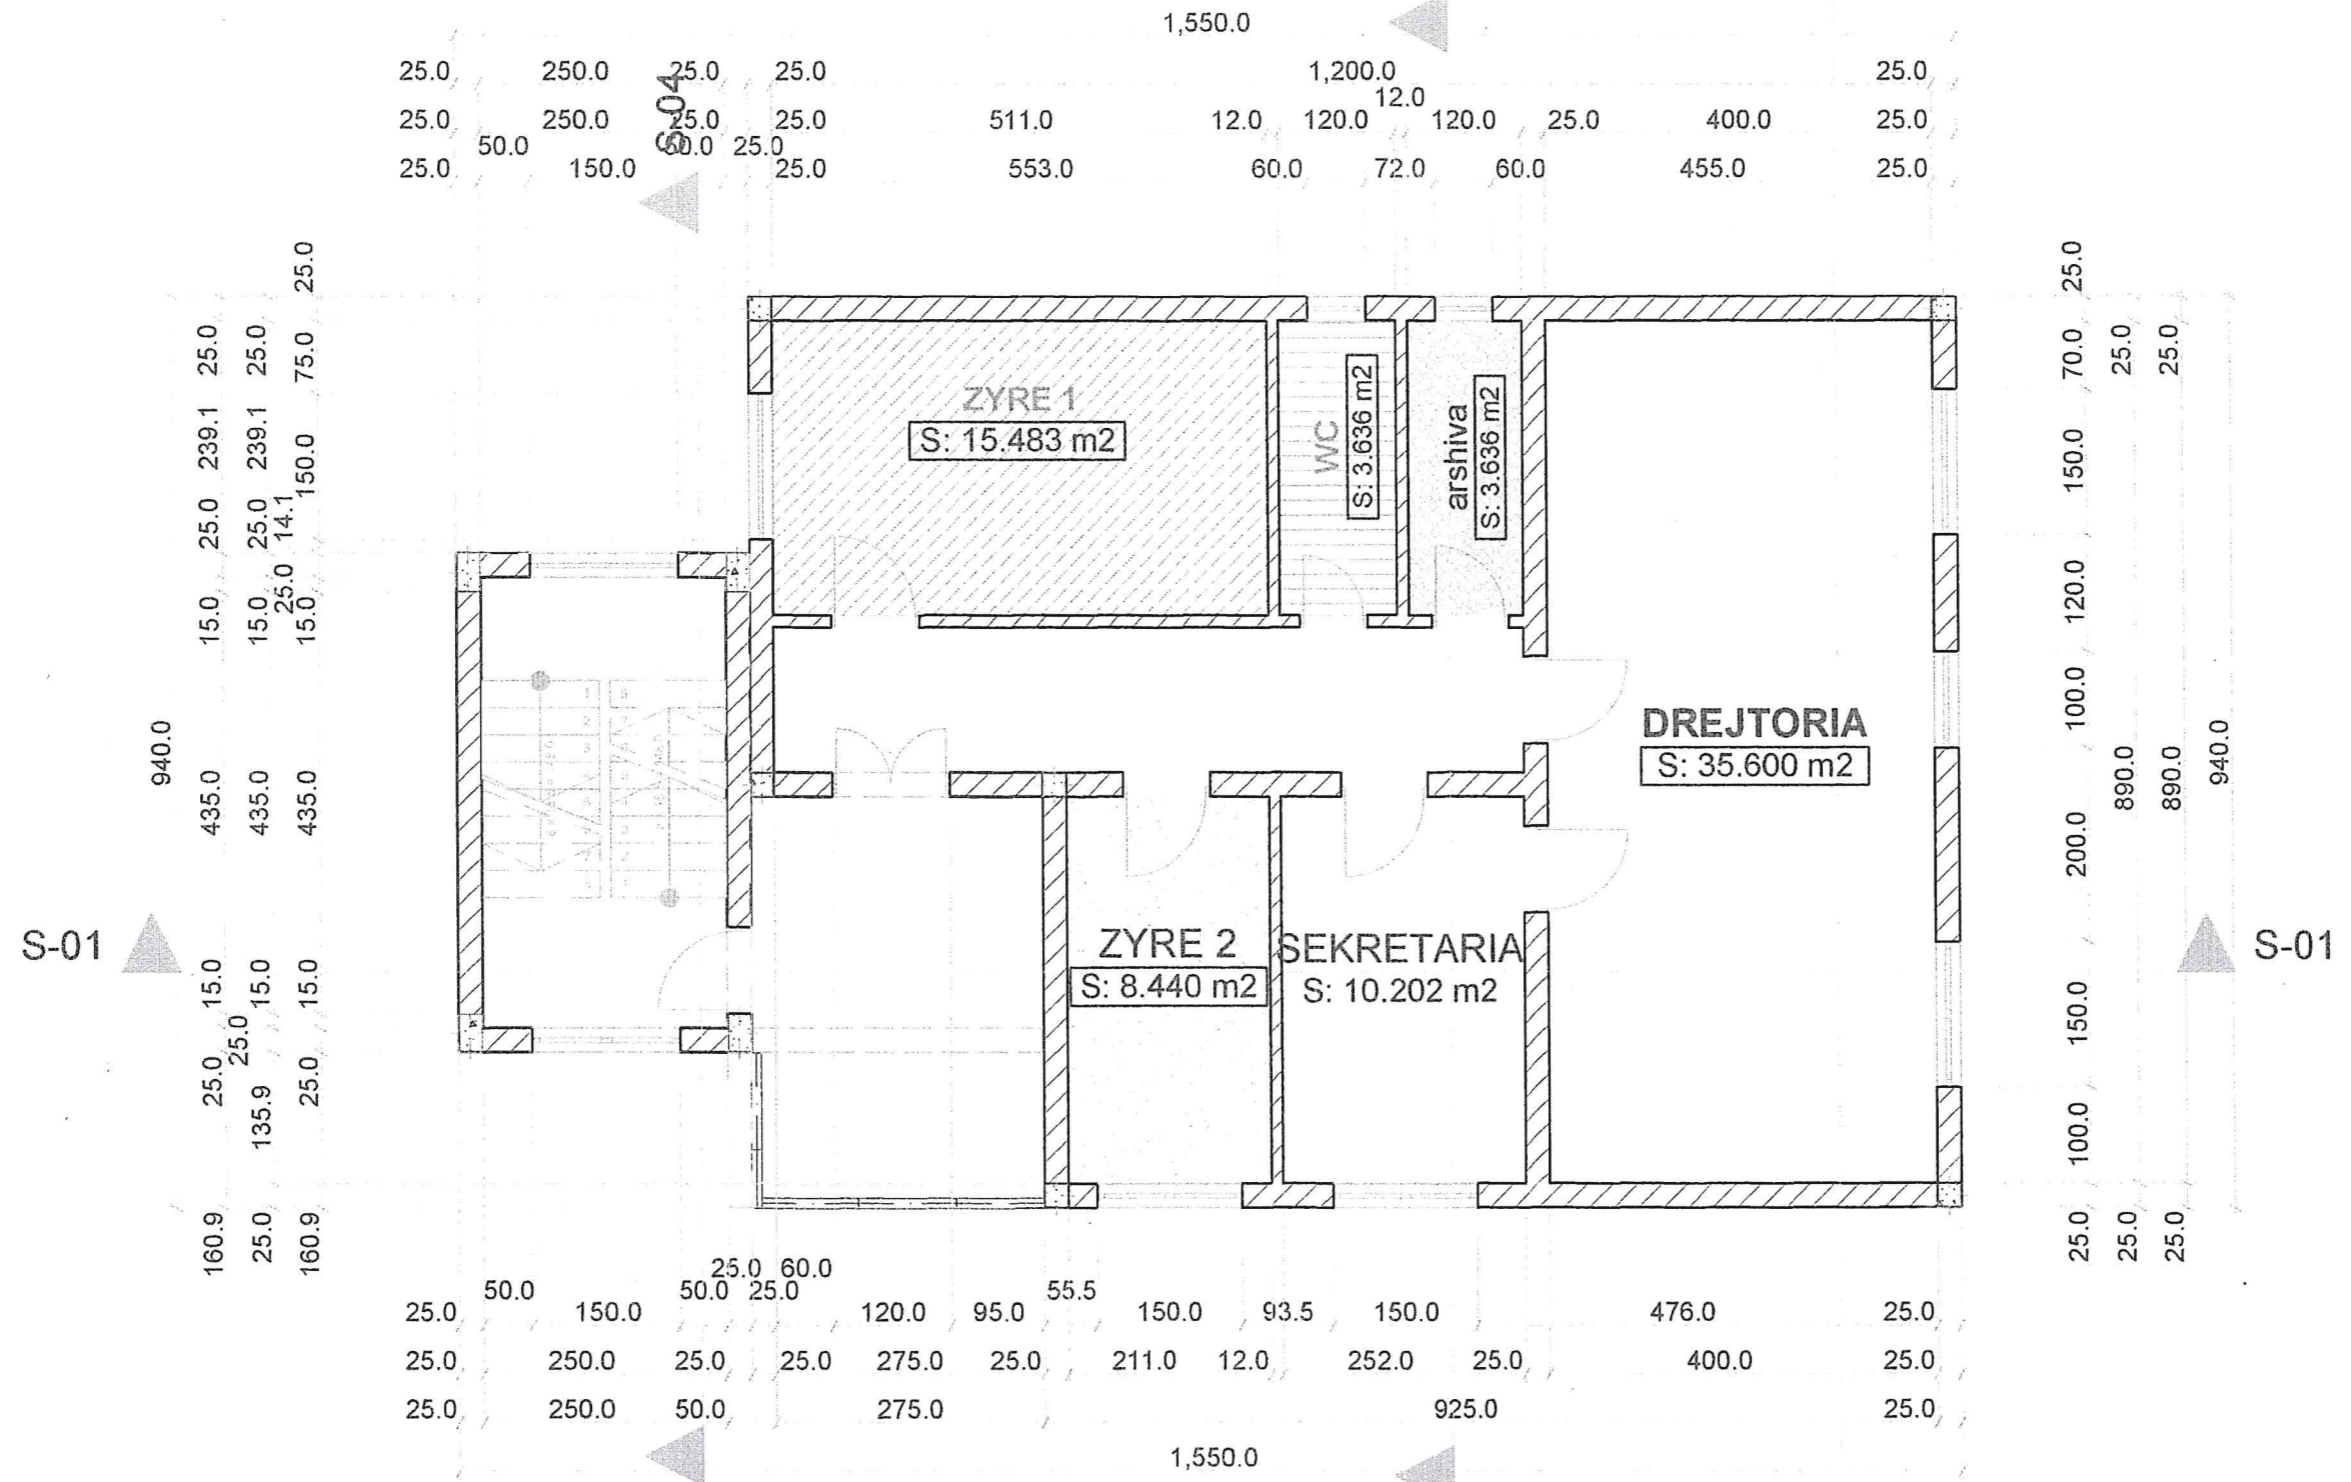 1,550.0
25.0 250.0 25.0 25.0 1,200.0 25.0
12.0
25.0 250.0 25.0 25.0 511.0 12.0 120.0 120.0 25.0 400.0 25.0
50.0 25.0
25.0 150.0 25.0 553.0 60.0 72.0 60.0 455.0 25.0
S-04
940.0
25.0 239.1 25.0 15.0 435.0 15.0 25.0 160.9
25.0 239.1 25.0 15.0 435.0 15.0 25.0 135.9 25.0
25.0 75.0 150.0 14.1 25.0 15.0 435.0 15.0 25.0 160.9
ZYRE 1
S: 15.483 m2
WC
S: 3.636 m2
arshiva
S: 3.636 m2
DREJTORIA
S: 35.600 m2
ZYRE 2
S: 8.440 m2
SEKRETARIA
S: 10.202 m2
S-01
S-01
25.0 70.0 150.0 120.0 100.0 200.0 150.0 100.0 25.0
25.0 890.0 25.0
25.0 890.0 25.0
940.0
25.0 60.0
50.0 50.0 25.0 55.5
25.0 150.0 120.0 95.0 150.0 93.5 150.0 476.0 25.0
25.0 250.0 25.0 25.0 275.0 25.0 211.0 12.0 252.0 25.0 400.0 25.0
25.0 250.0 50.0 275.0 925.0 25.0
1,550.0